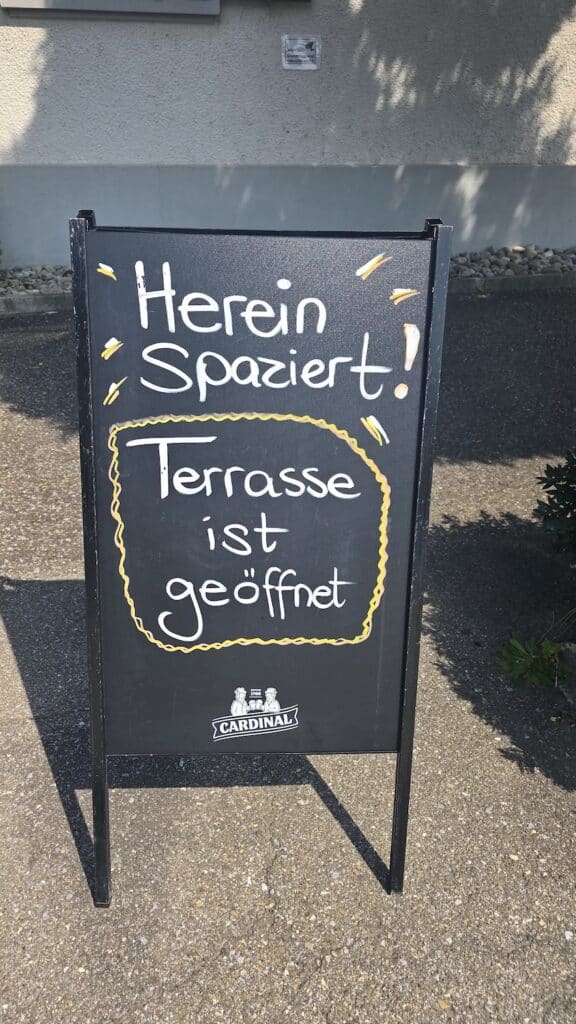 Herein
Spaziert!
Terrasse
ist
geöffnet
CARDINAL